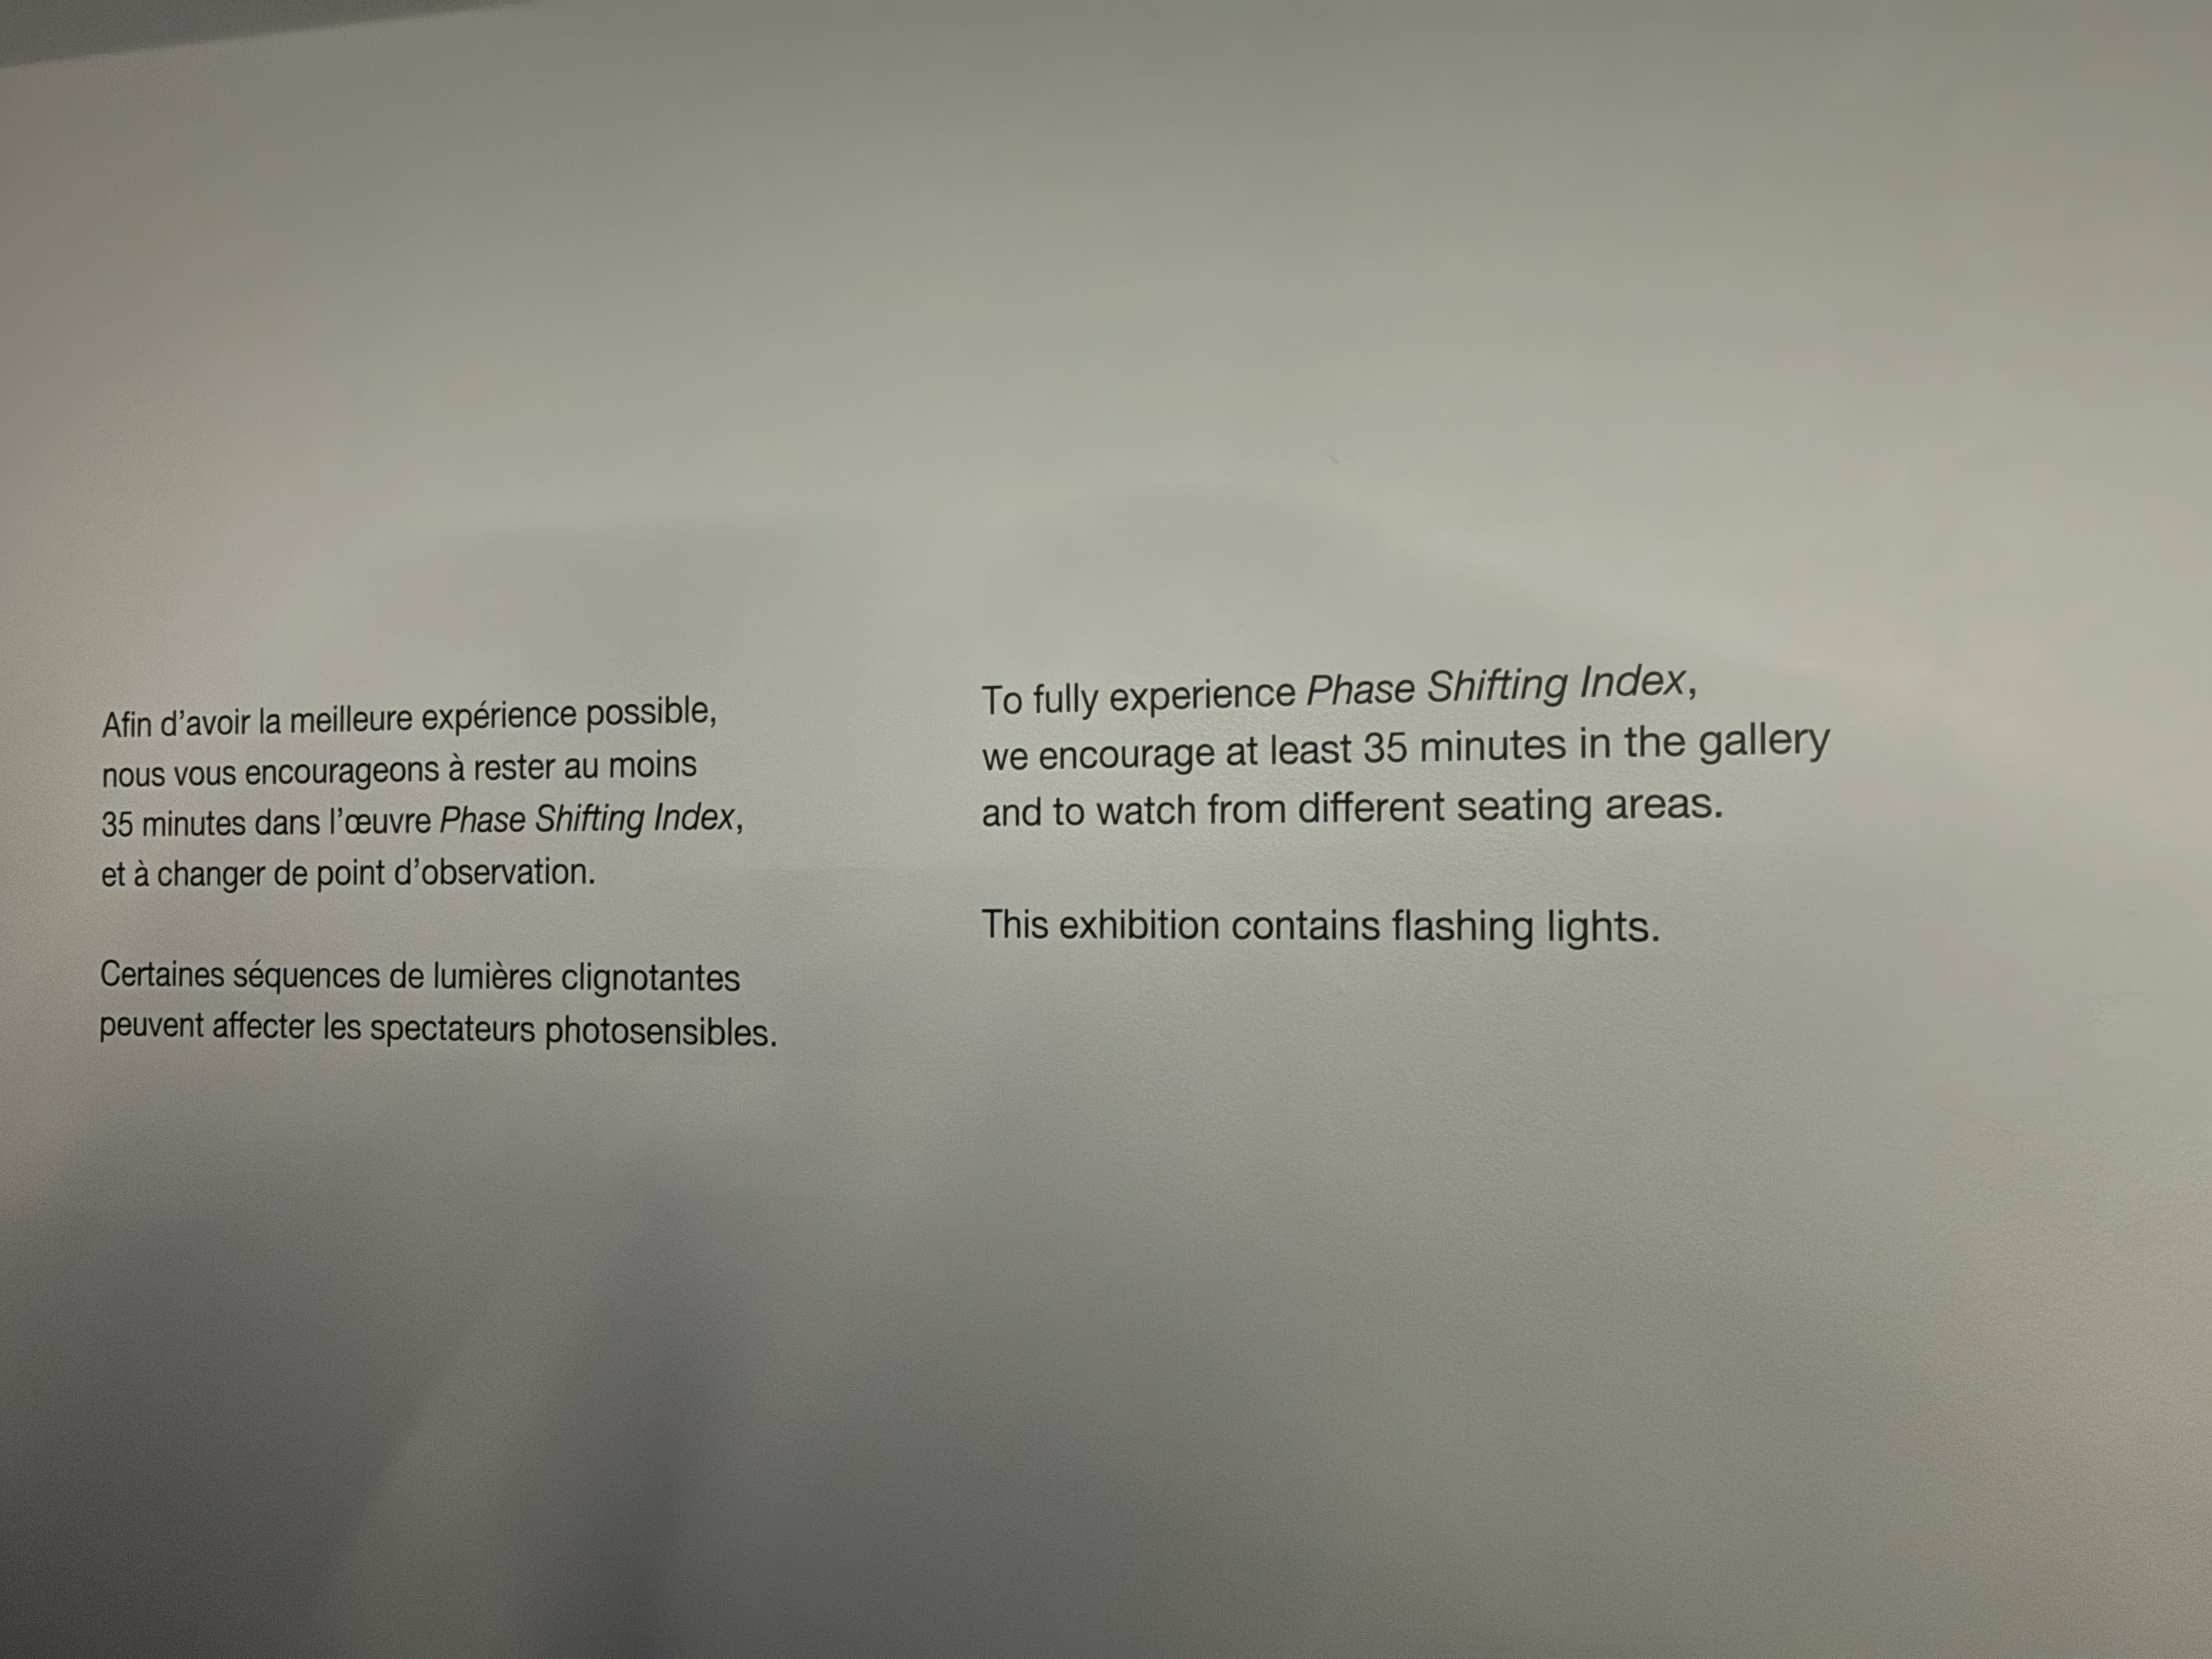 Afin d’avoir la meilleure expérience possible,
nous vous encourageons à rester au moins
35 minutes dans l’œuvre Phase Shifting Index,
et à changer de point d’observation.
Certaines séquences de lumières clignotantes
peuvent affecter les spectateurs photosensibles.
To fully experience Phase Shifting Index,
we encourage at least 35 minutes in the gallery
and to watch from different seating areas.
This exhibition contains flashing lights.